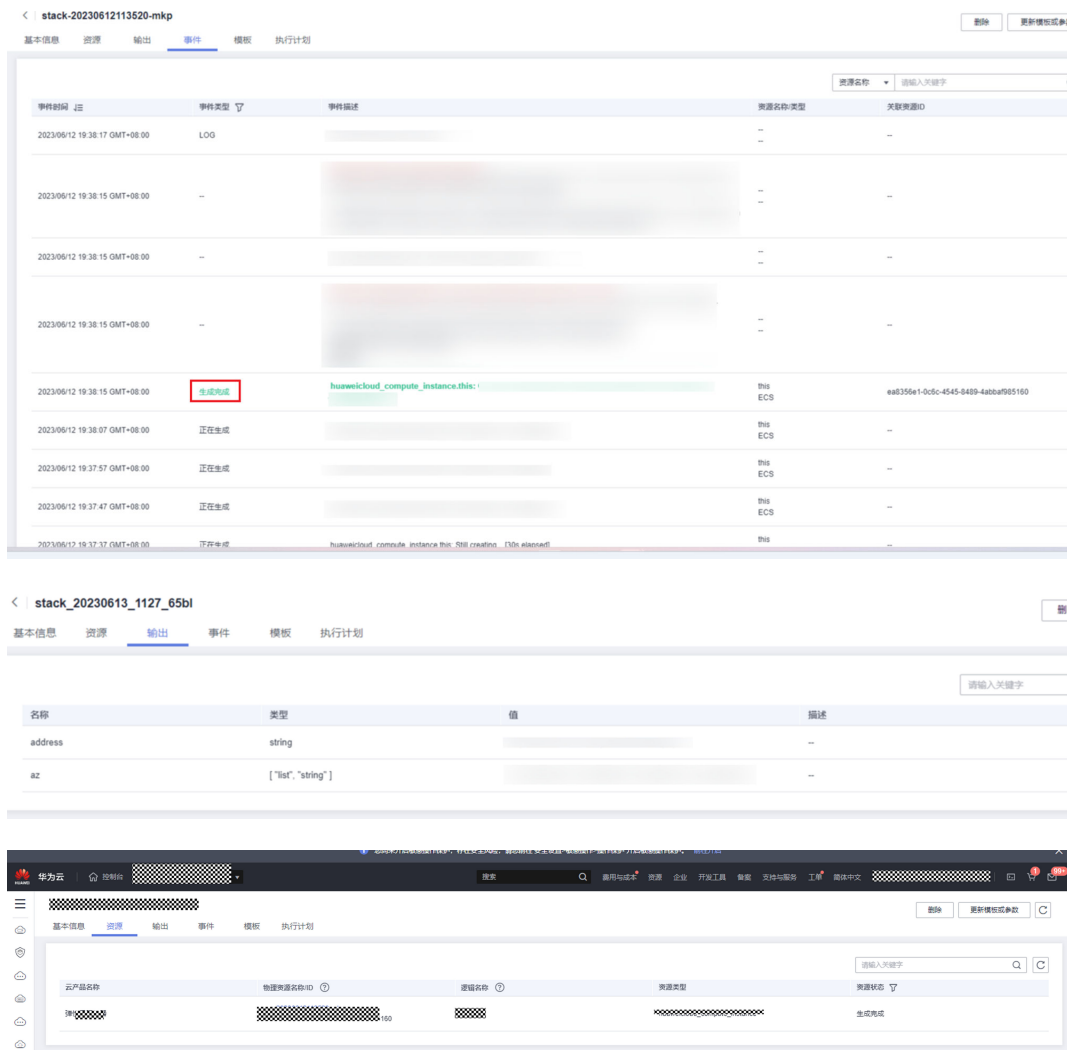 stack-20230612113520-mkp
删除 更新模板或参
基本信息 资源 输出 事件 模板 执行计划
资源名称 请输入关键字
事件时间 事件类型 事件描述 资源名称/类型 关联资源ID
2023/06/12 19:38:17 GMT+08:00 LOG -- --
--
2023/06/12 19:38:15 GMT+08:00 -- -- --
--
2023/06/12 19:38:15 GMT+08:00 -- -- --
--
2023/06/12 19:38:15 GMT+08:00 -- -- --
--
2023/06/12 19:38:15 GMT+08:00 生成完成 huaweicloud_compute_instance.this: this ea8356e1-0c6c-4545-8489-4abbaf985160
ECS
2023/06/12 19:38:07 GMT+08:00 正在生成 this --
ECS
2023/06/12 19:37:57 GMT+08:00 正在生成 this --
ECS
2023/06/12 19:37:47 GMT+08:00 正在生成 this --
ECS
2023/06/12 19:37:37 GMT+08:00 正在生成 huaweicloud_compute_instance.this: Still creating... [30s elapsed] this --
stack_20230613_1127_65bl
删
基本信息 资源 输出 事件 模板 执行计划
请输入关键字
名称 类型 值 描述
address string --
az [ "list", "string" ] --
华为云 控制台 搜索 费用与成本 资源 企业 开发工具 备案 支持与服务 工单 简体中文 1 99+
HUAWEI
删除 更新模板或参数
基本信息 资源 输出 事件 模板 执行计划
请输入关键字
云产品名称 物理资源名称/ID 逻辑名称 资源类型 资源状态
160 生成完成